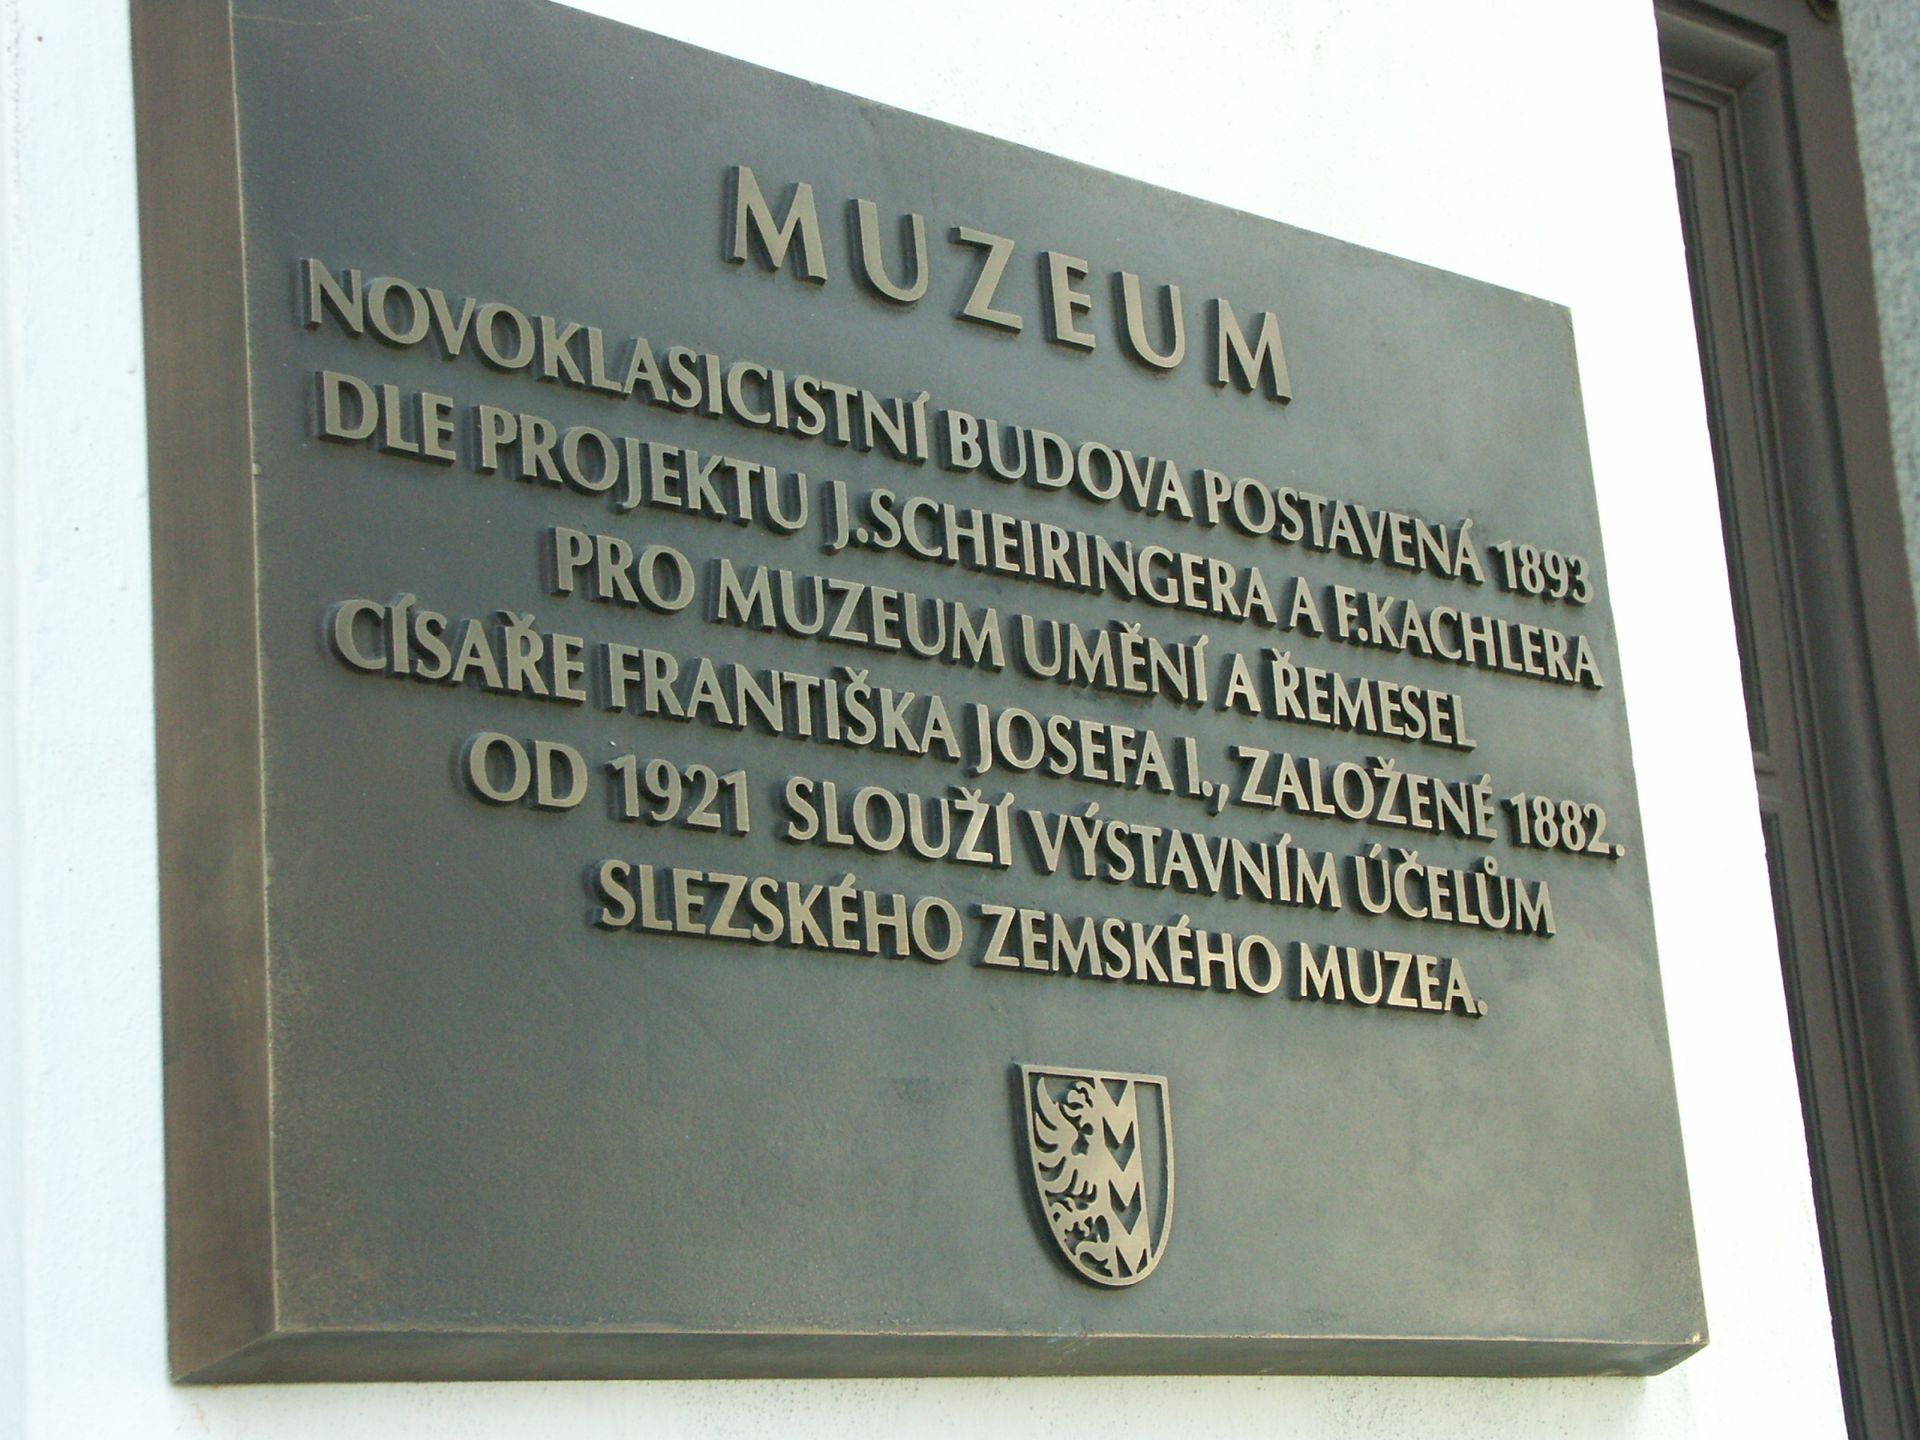 MUZEUM
NOVOKLASICISTNÍ BUDOVA POSTAVENÁ 1893
DLE PROJEKTU J.SCHEIRINGERA A F.KACHLERA
PRO MUZEUM UMĚNÍ A ŘEMESEL
CÍSAŘE FRANTIŠKA JOSEFA I., ZALOŽENÉ 1882.
OD 1921 SLOUŽÍ VÝSTAVNÍM ÚČELŮM
SLEZSKÉHO ZEMSKÉHO MUZEA.